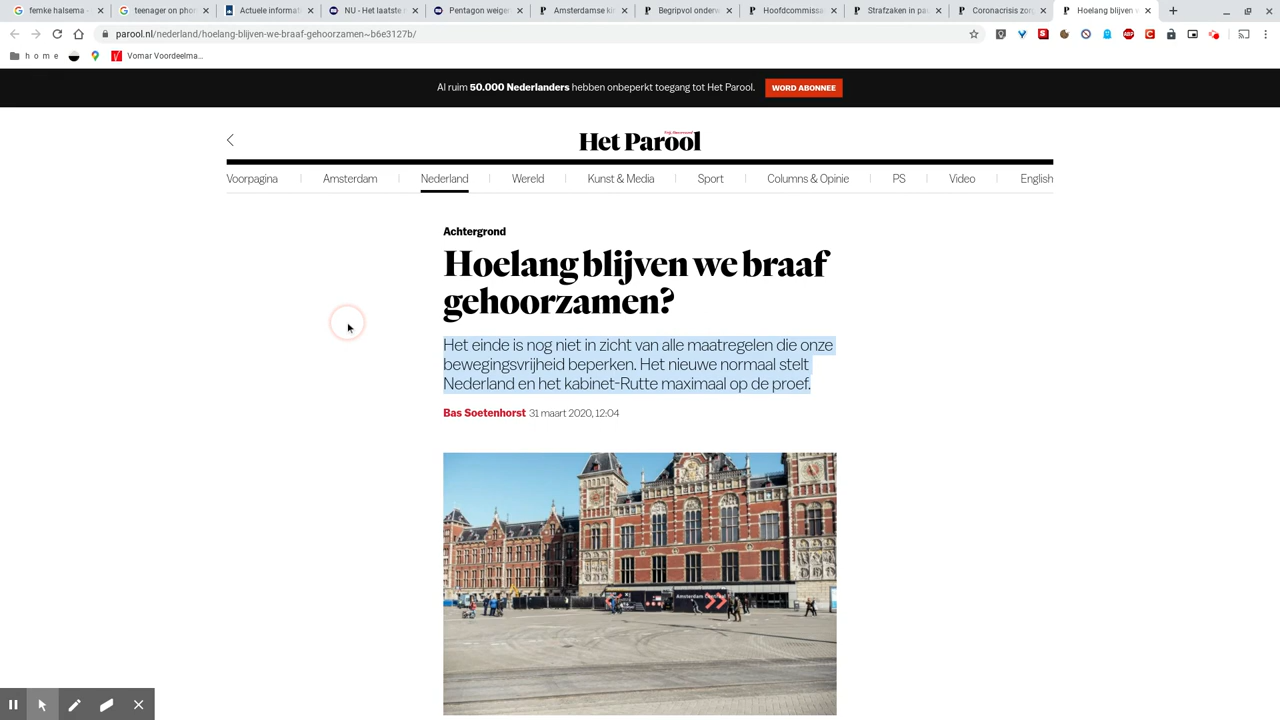 femke halsema -
teenager on phon
Actuele informati
NU - Het laatste n
Pentagon weiger
Amsterdamse ki
Begripvol onderw
Hoofdcommissa
Strafzaken in pa
Coronacrisis zorg
Hoelang blijven w
parool.nl/nederland/hoelang-blijven-we-braaf-gehoorzamen~b6e3127b/
h o m e
Vomar Voordeelma...
Al ruim 50.000 Nederlanders hebben onbeperkt toegang tot Het Parool.
WORD ABONNEE
Het Parool
Voorpagina
Amsterdam
Nederland
Wereld
Kunst & Media
Sport
Columns & Opinie
PS
Video
English
Achtergrond
Hoelang blijven we braaf
gehoorzamen?
Het einde is nog niet in zicht van alle maatregelen die onze
bewegingsvrijheid beperken. Het nieuwe normaal stelt
Nederland en het kabinet-Rutte maximaal op de proef.
Bas Soetenhorst 31 maart 2020, 12:04
Amsterdam Centraal